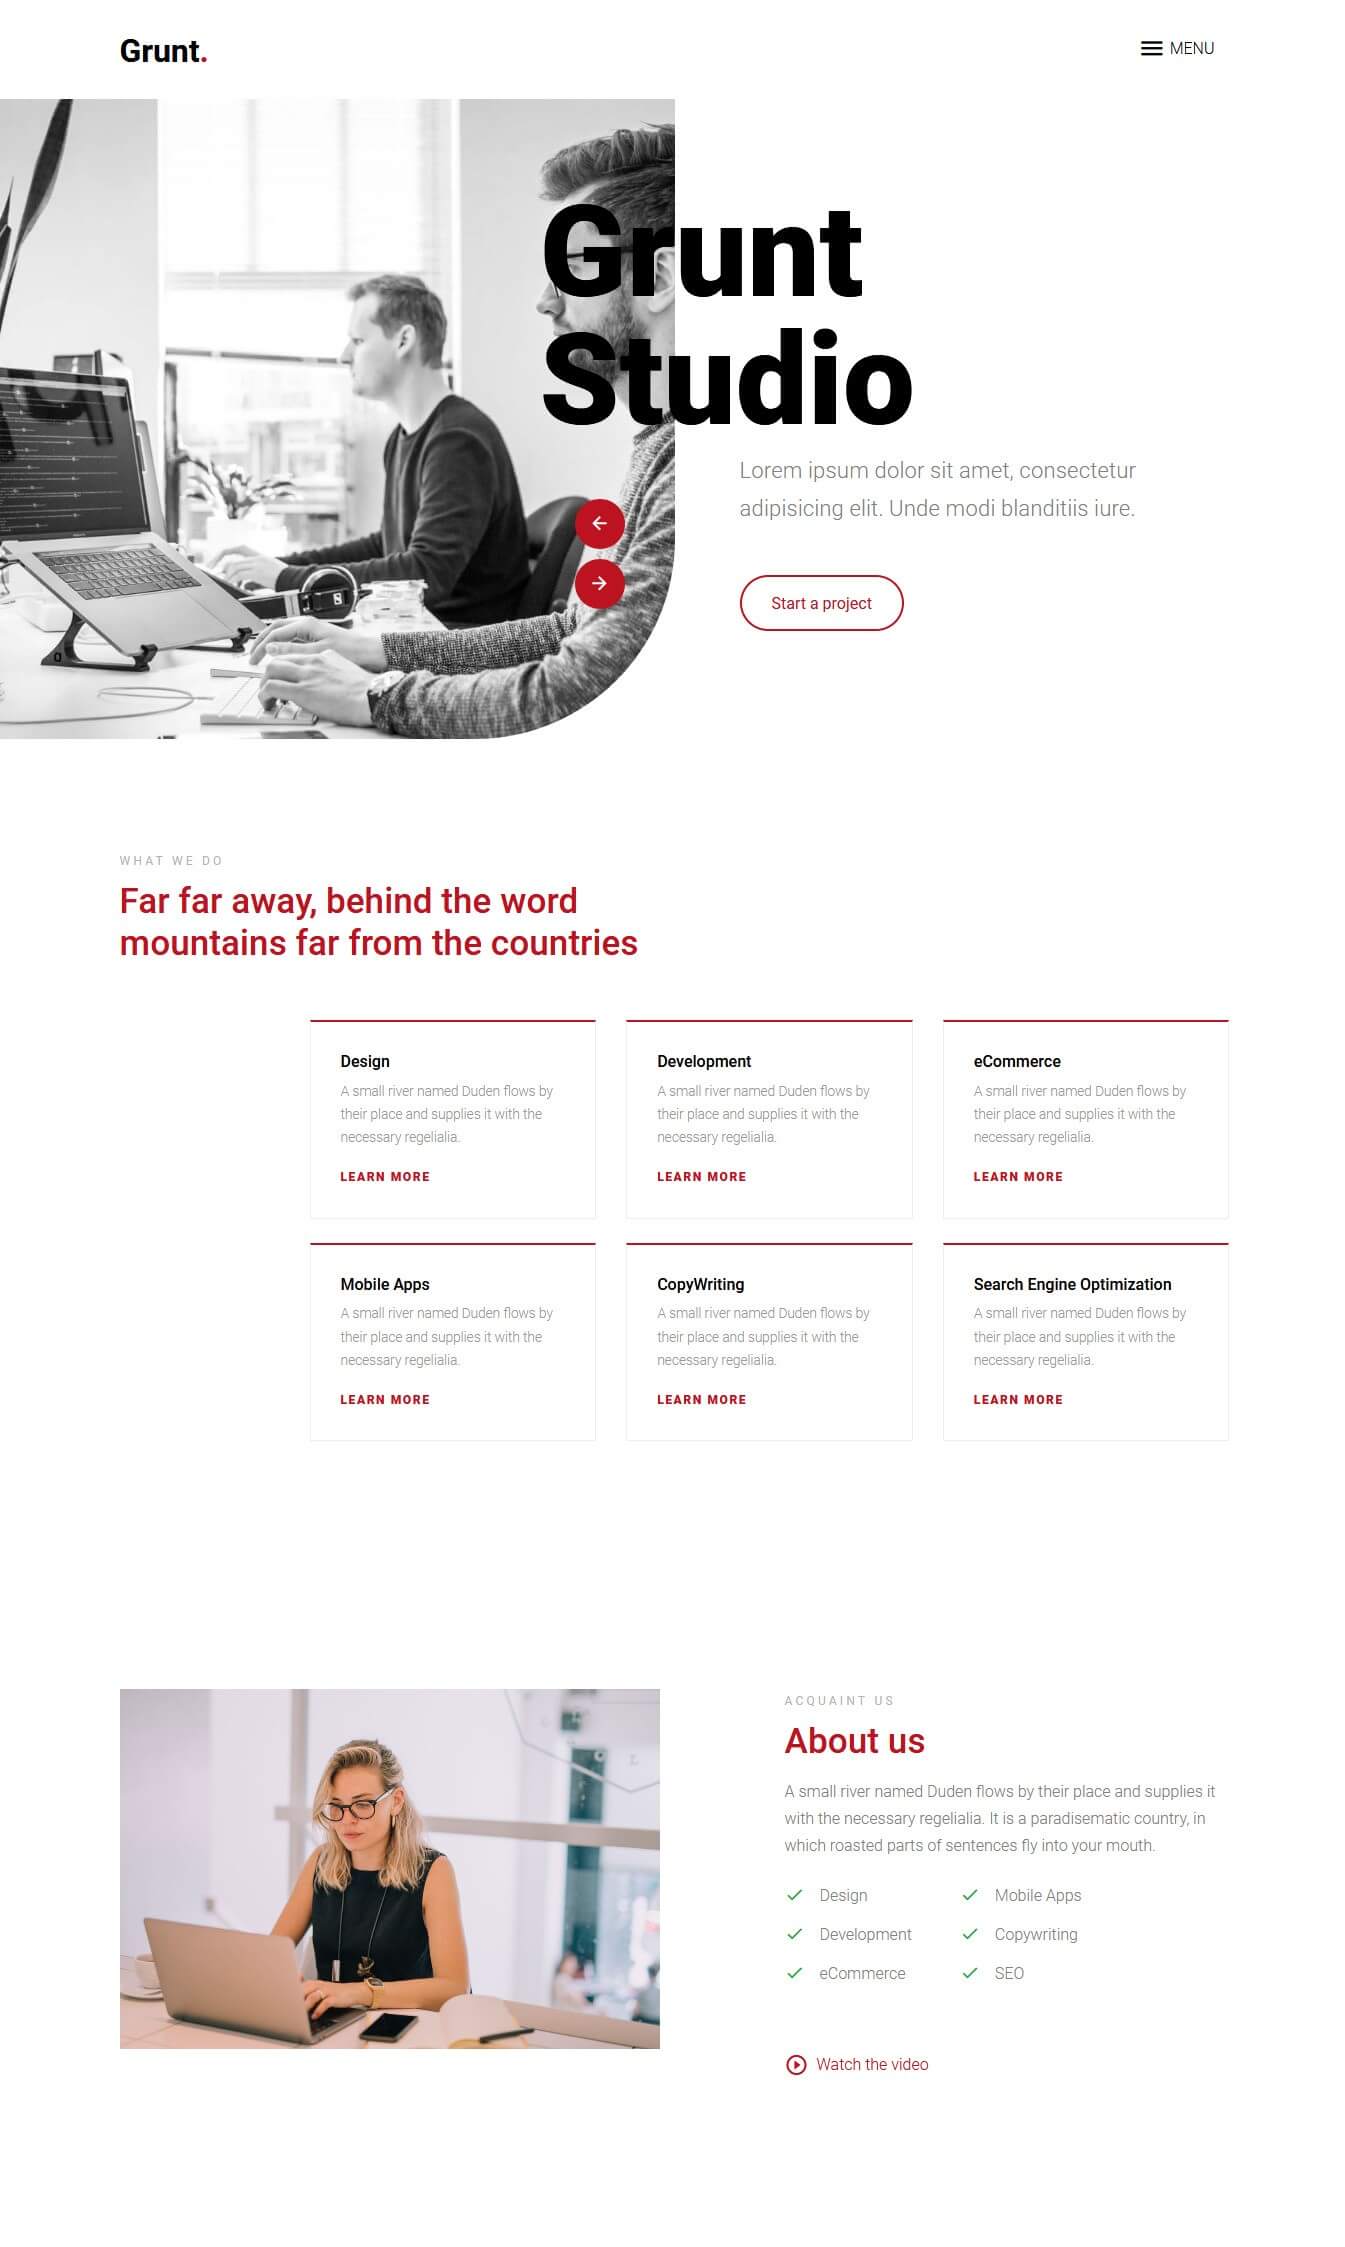 Grunt.
MENU
Grunt
Studio
Lorem ipsum dolor sit amet, consectetur
adipisicing elit. Unde modi blanditiis iure.
Start a project
WHAT WE DO
Far far away, behind the word
mountains far from the countries
Design
A small river named Duden flows by
their place and supplies it with the
necessary regelialia.
LEARN MORE
Development
A small river named Duden flows by
their place and supplies it with the
necessary regelialia.
LEARN MORE
eCommerce
A small river named Duden flows by
their place and supplies it with the
necessary regelialia.
LEARN MORE
Mobile Apps
A small river named Duden flows by
their place and supplies it with the
necessary regelialia.
LEARN MORE
CopyWriting
A small river named Duden flows by
their place and supplies it with the
necessary regelialia.
LEARN MORE
Search Engine Optimization
A small river named Duden flows by
their place and supplies it with the
necessary regelialia.
LEARN MORE
ACQUAINT US
About us
A small river named Duden flows by their place and supplies it
with the necessary regelialia. It is a paradisematic country, in
which roasted parts of sentences fly into your mouth.
Design
Development
eCommerce
Mobile Apps
Copywriting
SEO
Watch the video